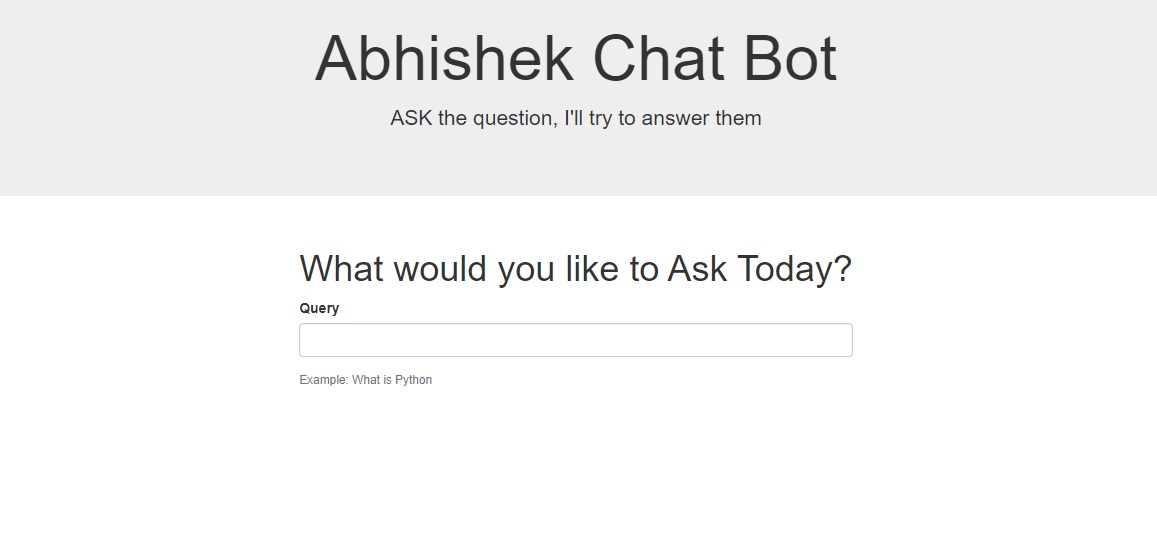 Abhishek Chat Bot
ASK the question, I'll try to answer them
What would you like to Ask Today?
Query
Example: What is Python